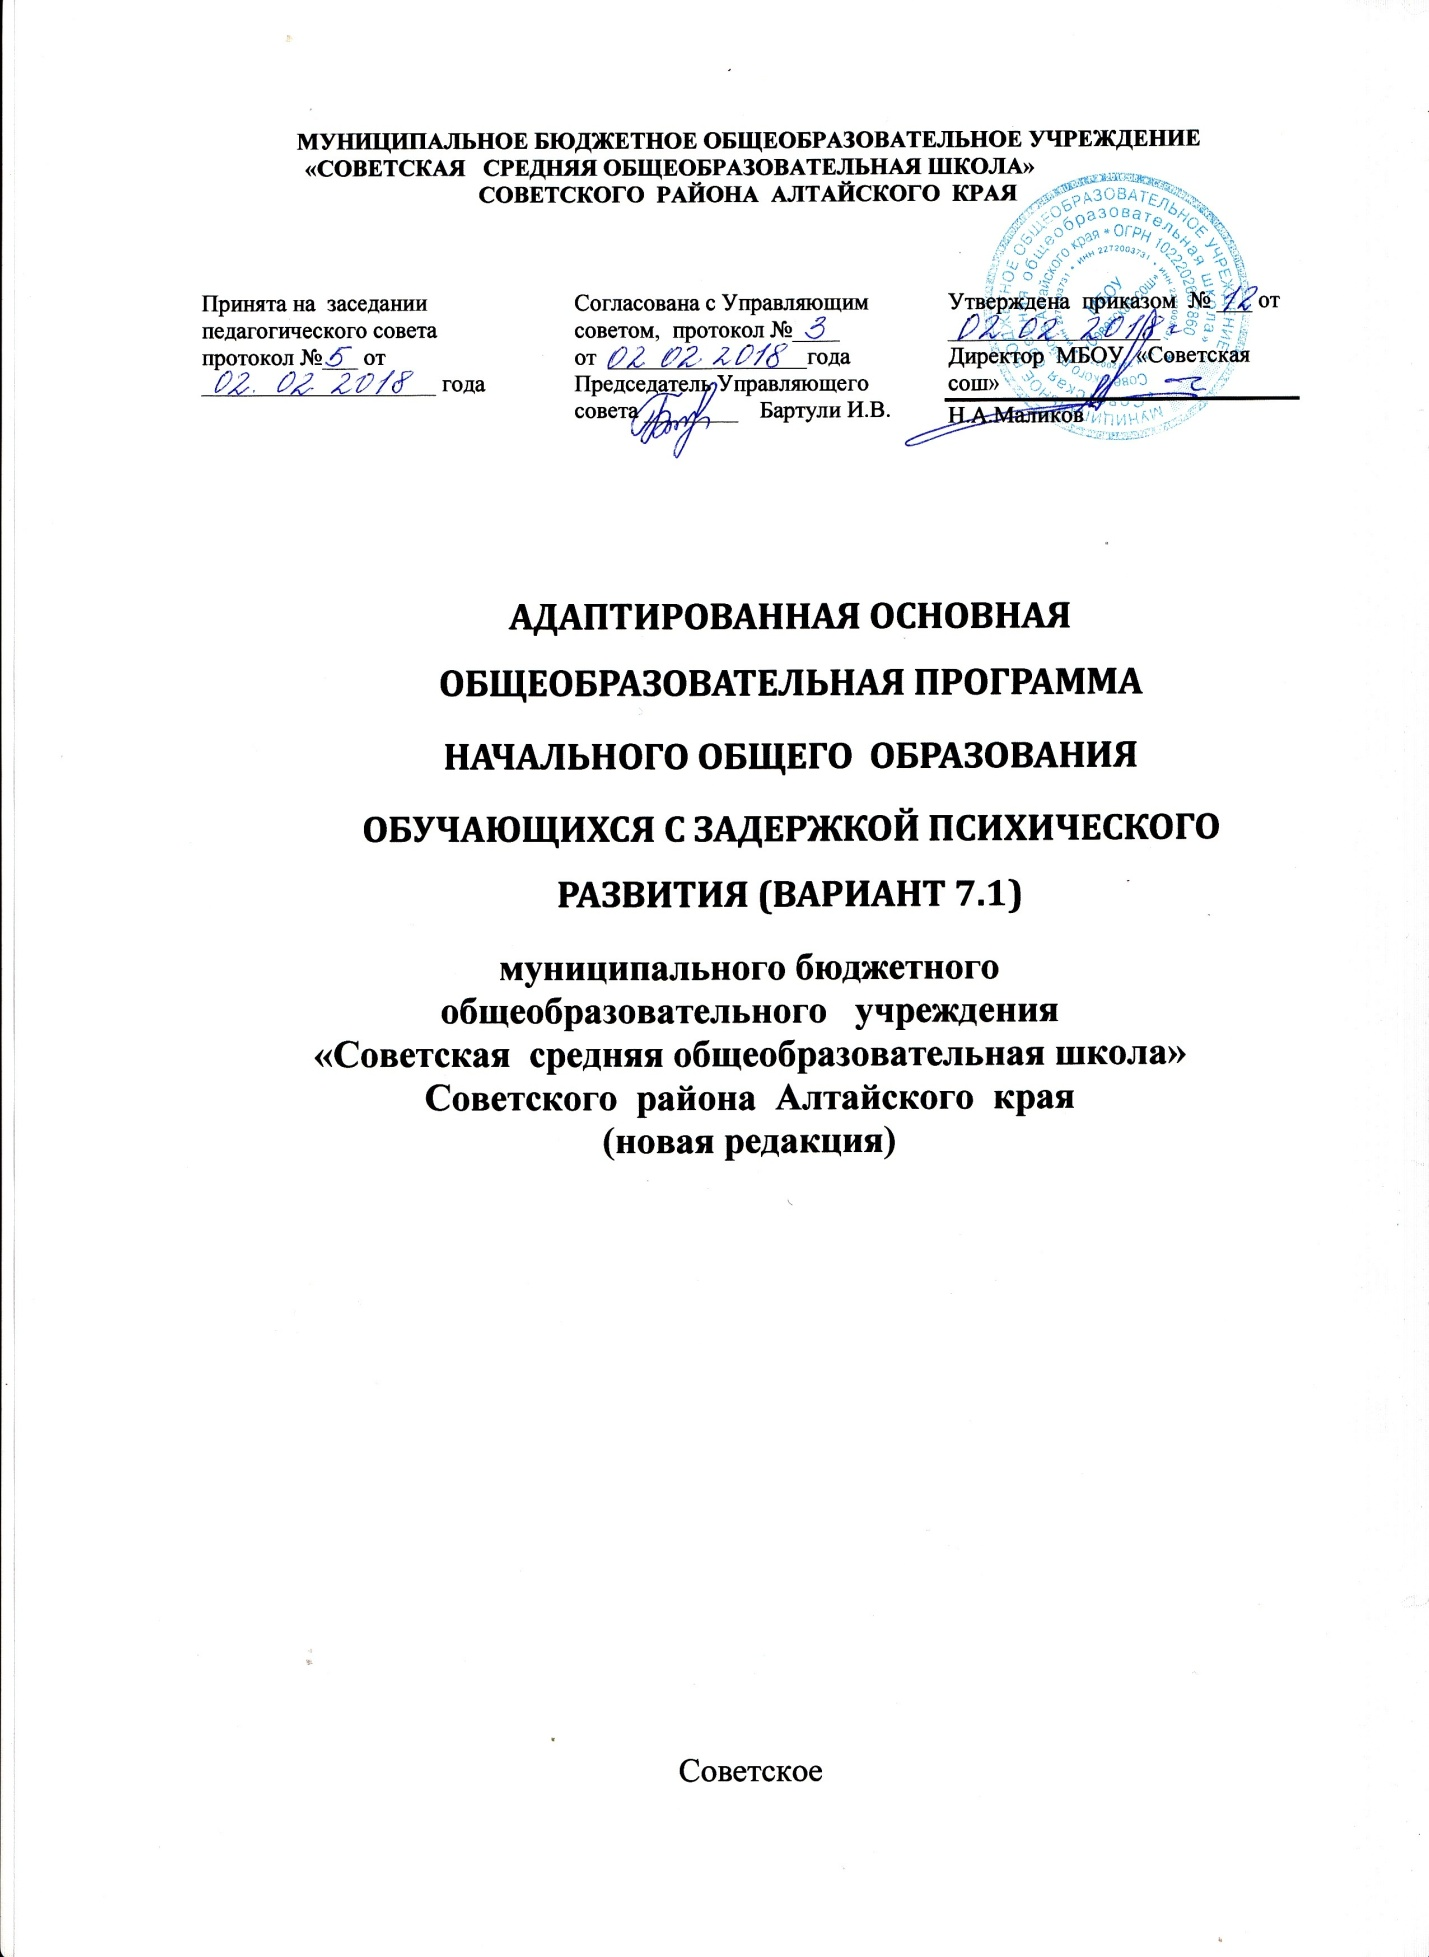 МУНИЦИПАЛЬНОЕ БЮДЖЕТНОЕ ОБЩЕОБРАЗОВАТЕЛЬНОЕ УЧРЕЖДЕНИЕ
«СОВЕТСКАЯ СРЕДНЯЯ ОБЩЕОБРАЗОВАТЕЛЬНАЯ ШКОЛА»
СОВЕТСКОГО РАЙОНА АЛТАЙСКОГО КРАЯ
Принята на заседании
педагогического совета
протокол № 5 от
02. 02 2018 года
Согласована с Управляющим
советом, протокол № 3
от 02 02 2018 года
Председатель Управляющего
совета Бартули И.В.
Утверждена приказом № 12 от
02. 02 2018 г
Директор МБОУ «Советская
сош»
Н.А.Маликов
АДАПТИРОВАННАЯ ОСНОВНАЯ
ОБЩЕОБРАЗОВАТЕЛЬНАЯ ПРОГРАММА
НАЧАЛЬНОГО ОБЩЕГО ОБРАЗОВАНИЯ
ОБУЧАЮЩИХСЯ С ЗАДЕРЖКОЙ ПСИХИЧЕСКОГО
РАЗВИТИЯ (ВАРИАНТ 7.1)
муниципального бюджетного
общеобразовательного учреждения
«Советская средняя общеобразовательная школа»
Советского района Алтайского края
(новая редакция)
Советское